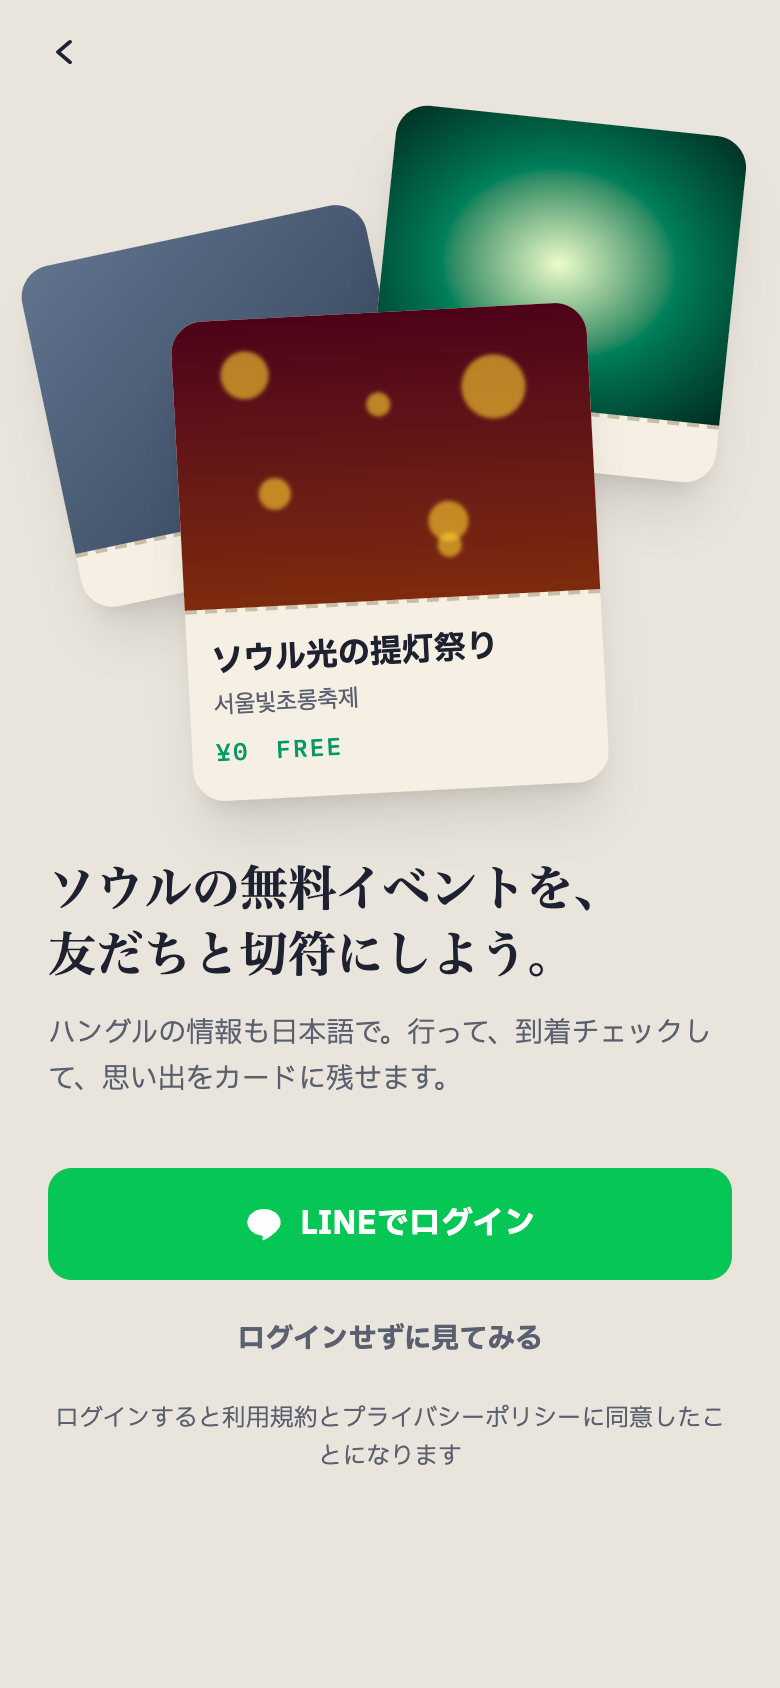 ソウル光の提灯祭り
서울빛초롱축제
¥0 FREE
ソウルの無料イベントを、
友だちと切符にしよう。
ハングルの情報も日本語で。行って、到着チェックし
て、思い出をカードに残せます。
LINEでログイン
ログインせずに見てみる
ログインすると利用規約とプライバシーポリシーに同意したこ
とになります